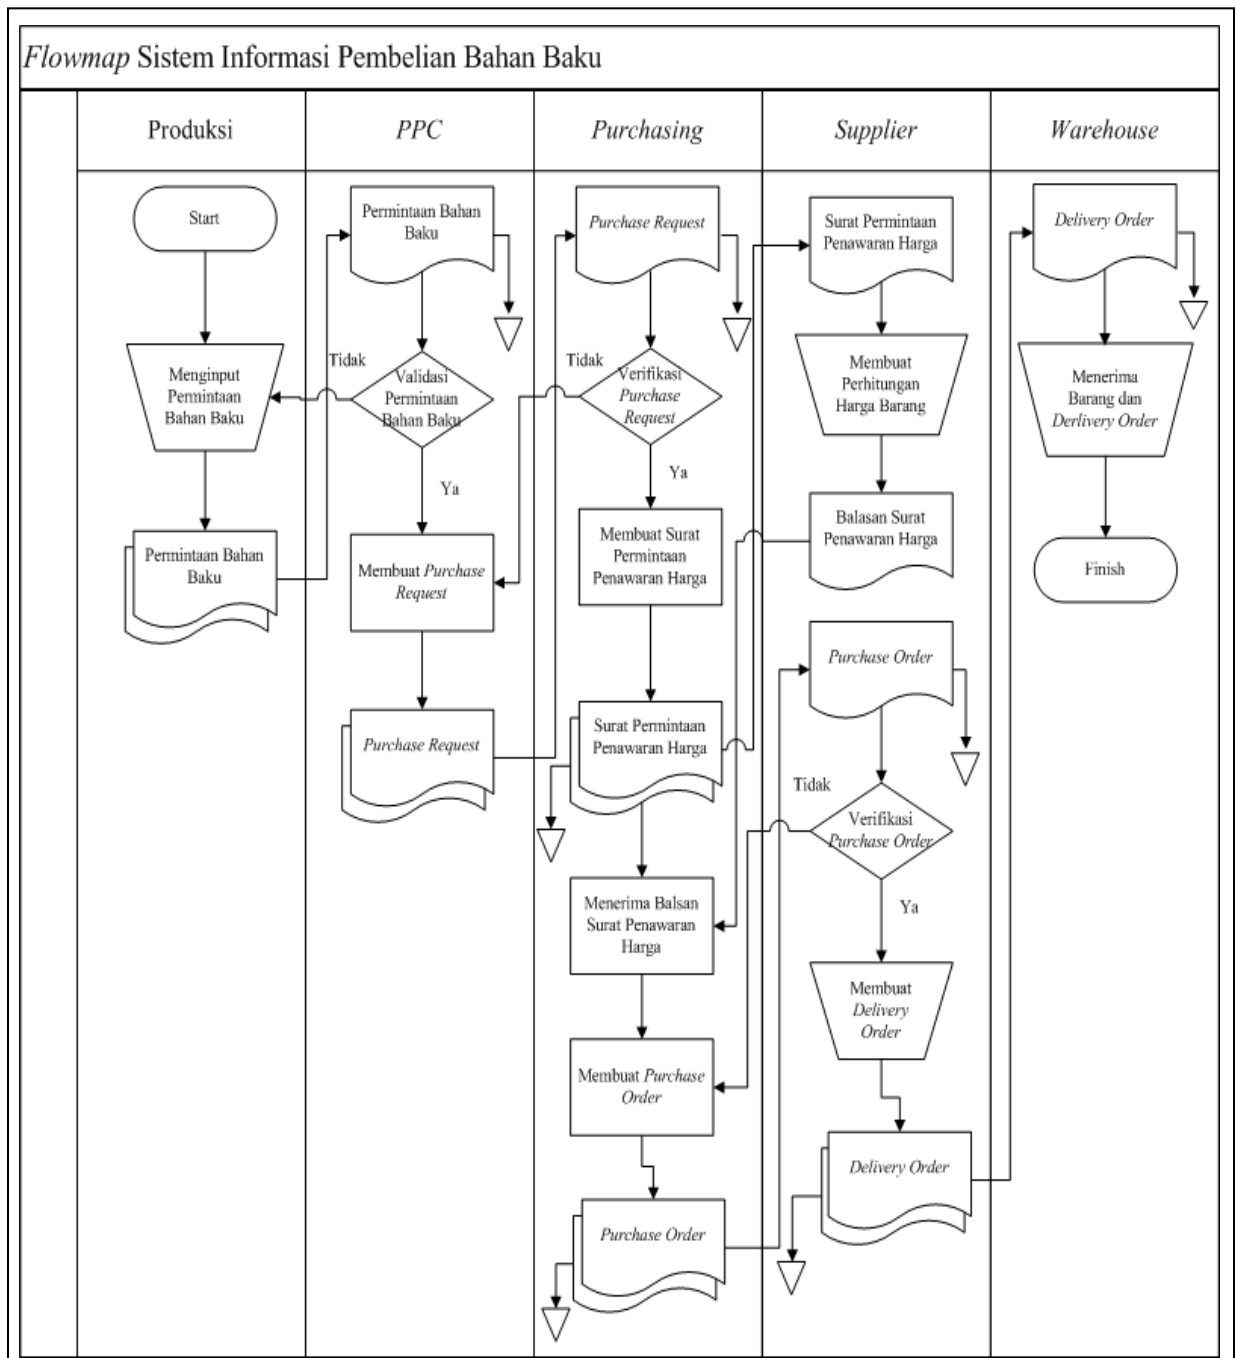 Flowmap Sistem Informasi Pembelian Bahan Baku
Produksi
PPC
Purchasing
Supplier
Warehouse
Start
Menginput
Permintaan
Bahan Baku
Permintaan Bahan
Baku
Permintaan Bahan
Baku
Tidak
Validasi
Permintaan
Bahan Baku
Ya
Membuat Purchase
Request
Purchase Request
Purchase Request
Tidak
Verifikasi
Purchase
Request
Ya
Membuat Surat
Permintaan
Penawaran Harga
Surat Permintaan
Penawaran Harga
Menerima Balsan
Surat Penawaran
Harga
Membuat Purchase
Order
Purchase Order
Surat Permintaan
Penawaran Harga
Membuat
Perhitungan
Harga Barang
Balasan Surat
Penawaran Harga
Purchase Order
Tidak
Verifikasi
Purchase Order
Ya
Membuat
Delivery
Order
Delivery Order
Delivery Order
Menerima
Barang dan
Derlivery Order
Finish